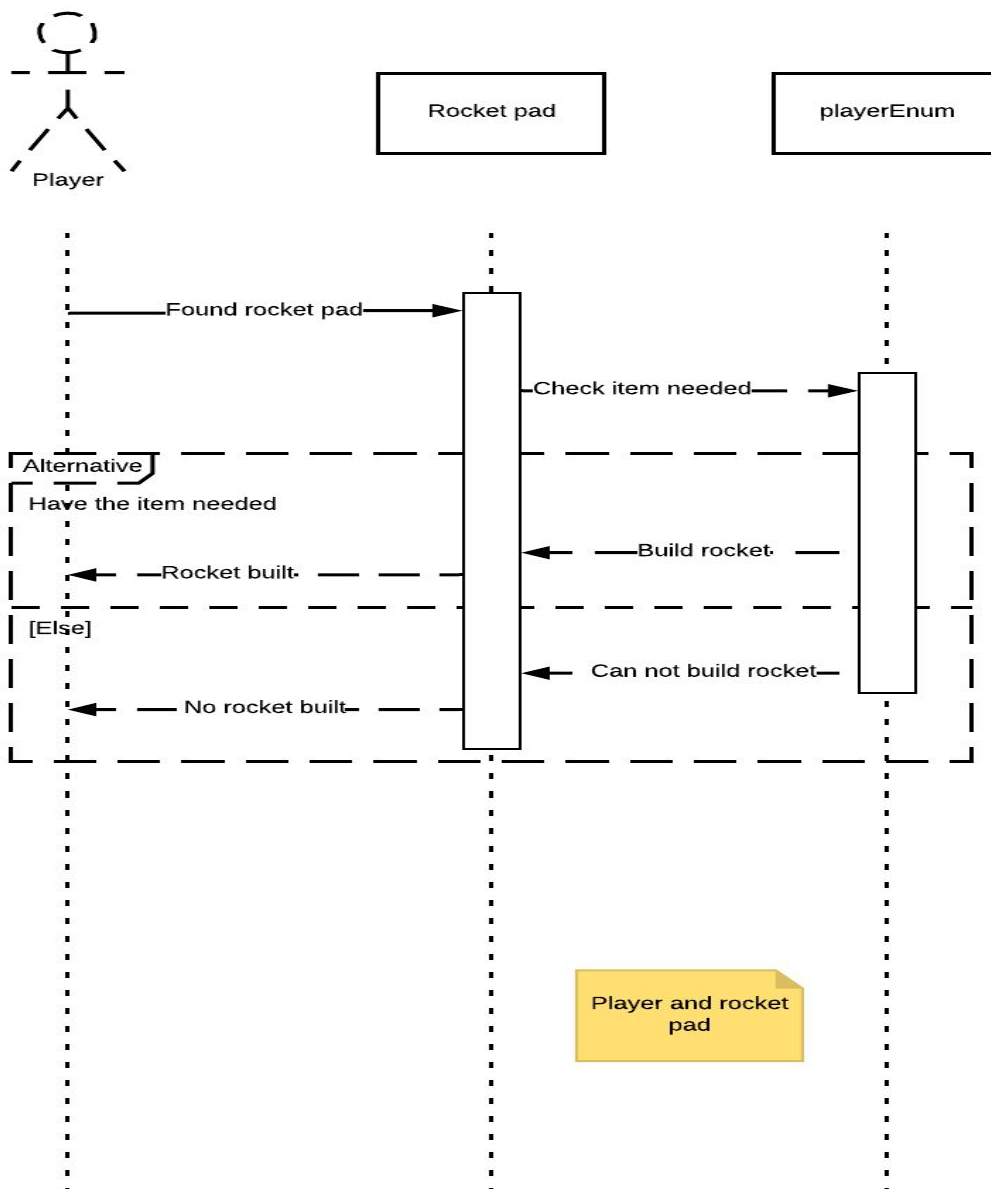 Player
Rocket pad
playerEnum
Found rocket pad
Check item needed
Alternative
Have the item needed
Build rocket
Rocket built
[Else]
Can not build rocket
No rocket built
Player and rocket
pad